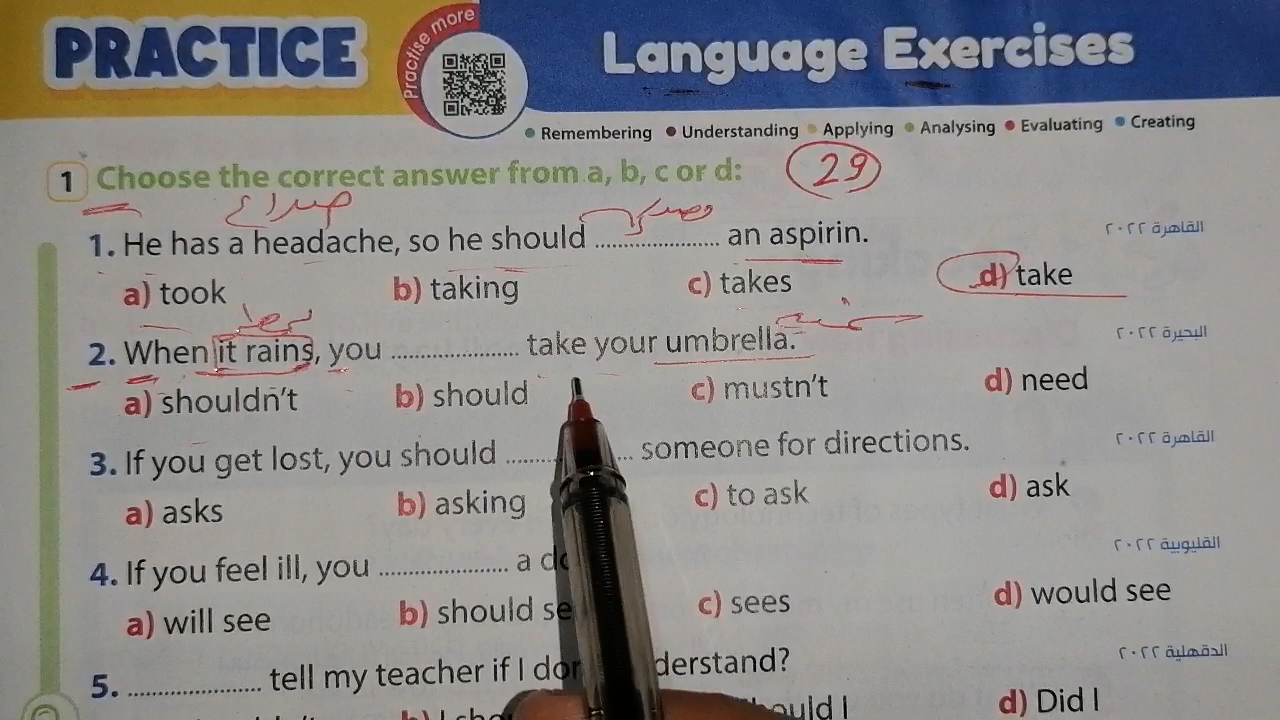 PRACTICE
Practise more
Language Exercises
Remembering Understanding Applying Analysing Evaluating Creating
1 Choose the correct answer from a, b, c or d: 29
صداع
1. He has a headache, so he should .................... an aspirin. القاهرة ٢٠٢٢
a) took b) taking c) takes d) take
2. When it rains, you .................... take your umbrella. البحيرة ٢٠٢٢
a) shouldn't b) should c) mustn't d) need
3. If you get lost, you should .................... someone for directions. القاهرة ٢٠٢٢
a) asks b) asking c) to ask d) ask
4. If you feel ill, you .................... a القليوبية ٢٠٢٢
a) will see b) should c) sees d) would see
5. .................... tell my teacher if I understand? الدقهلية ٢٠٢٢
d) Did I